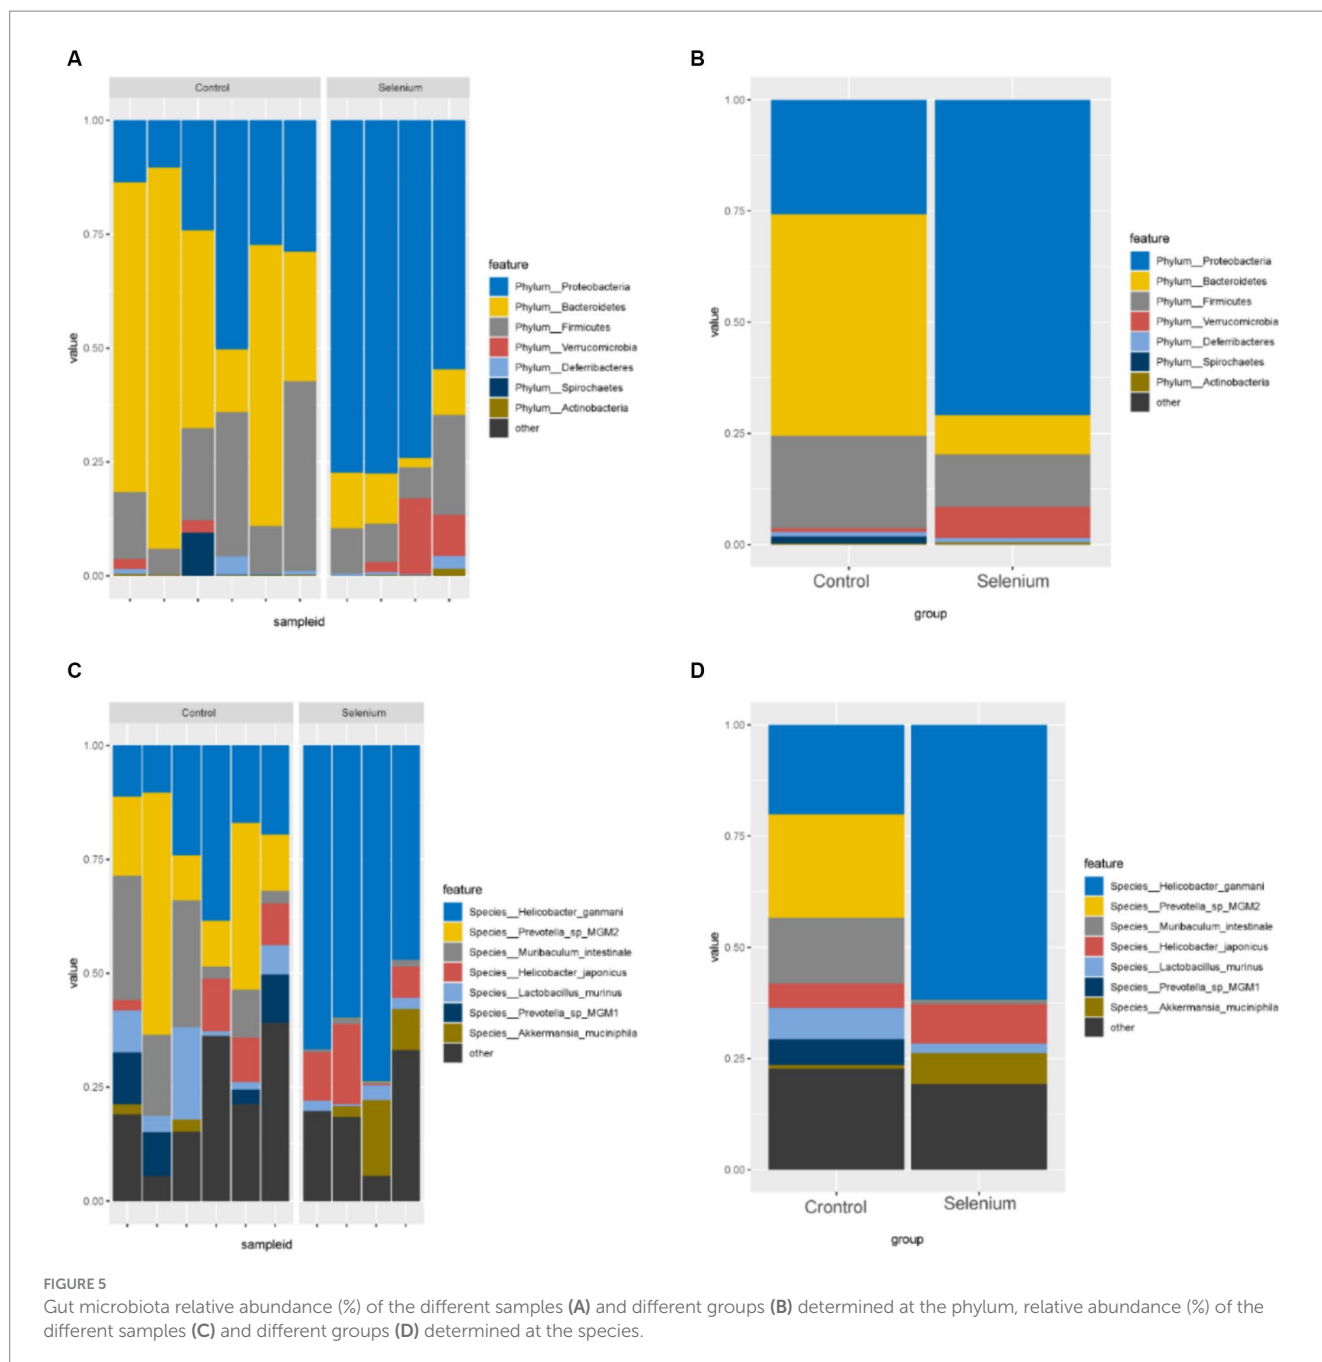 A
Control
Selenium
1.00
0.75
0.50
0.25
0.00
value
sampleid
feature
Phylum__Proteobacteria
Phylum__Bacteroidetes
Phylum__Firmicutes
Phylum__Verrucomicrobia
Phylum__Deferribacteres
Phylum__Spirochaetes
Phylum__Actinobacteria
other
B
1.00
0.75
0.50
0.25
0.00
value
Control
Selenium
group
feature
Phylum__Proteobacteria
Phylum__Bacteroidetes
Phylum__Firmicutes
Phylum__Verrucomicrobia
Phylum__Deferribacteres
Phylum__Spirochaetes
Phylum__Actinobacteria
other
C
Control
Selenium
1.00
0.75
0.50
0.25
0.00
value
sampleid
feature
Species__Helicobacter_ganmani
Species__Prevotella_sp_MGM2
Species__Muribaculum_intestinale
Species__Helicobacter_japonicus
Species__Lactobacillus_murinus
Species__Prevotella_sp_MGM1
Species__Akkermansia_muciniphila
other
D
1.00
0.75
0.50
0.25
0.00
value
Crontrol
Selenium
group
feature
Species__Helicobacter_ganmani
Species__Prevotella_sp_MGM2
Species__Muribaculum_intestinale
Species__Helicobacter_japonicus
Species__Lactobacillus_murinus
Species__Prevotella_sp_MGM1
Species__Akkermansia_muciniphila
other
FIGURE 5
Gut microbiota relative abundance (%) of the different samples (A) and different groups (B) determined at the phylum, relative abundance (%) of the
different samples (C) and different groups (D) determined at the species.